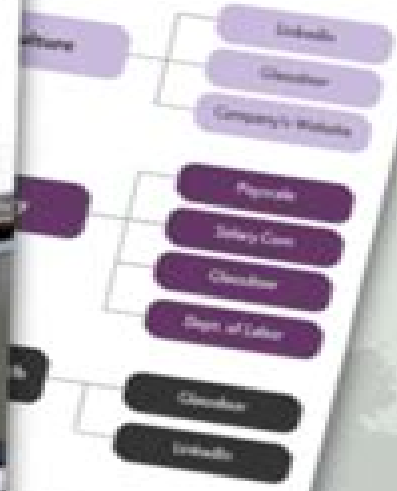 ulture
LinkedIn
Glassdoor
Company's Website
y
Payscale
Salary.Com
Glassdoor
Dept. of Labor
h
Glassdoor
LinkedIn